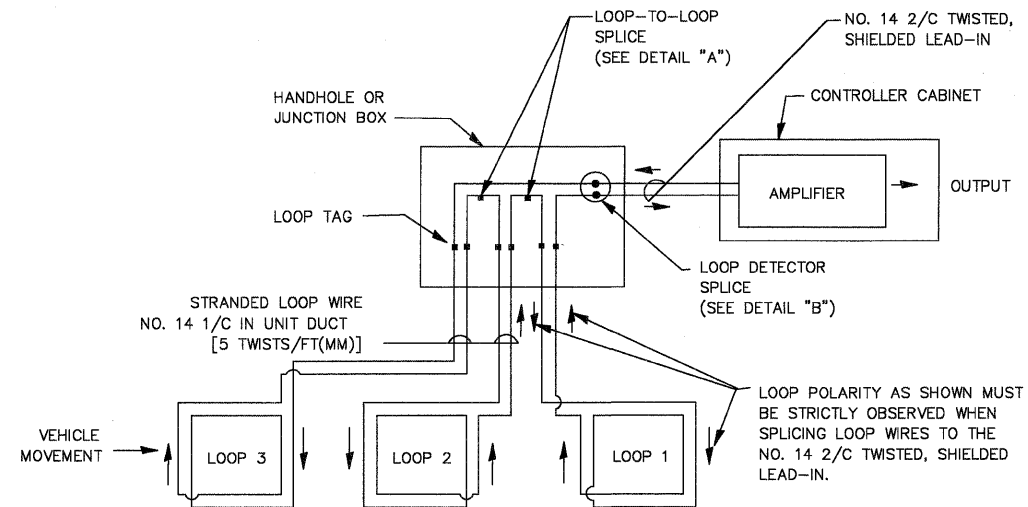 LOOP-TO-LOOP
SPLICE
(SEE DETAIL "A")
NO. 14 2/C TWISTED,
SHIELDED LEAD-IN
HANDHOLE OR
JUNCTION BOX
CONTROLLER CABINET
AMPLIFIER
OUTPUT
LOOP TAG
LOOP DETECTOR
SPLICE
(SEE DETAIL "B")
STRANDED LOOP WIRE
NO. 14 1/C IN UNIT DUCT
[5 TWISTS/FT(MM)]
LOOP POLARITY AS SHOWN MUST
BE STRICTLY OBSERVED WHEN
SPLICING LOOP WIRES TO THE
NO. 14 2/C TWISTED, SHIELDED
LEAD-IN.
VEHICLE
MOVEMENT
LOOP 3
LOOP 2
LOOP 1